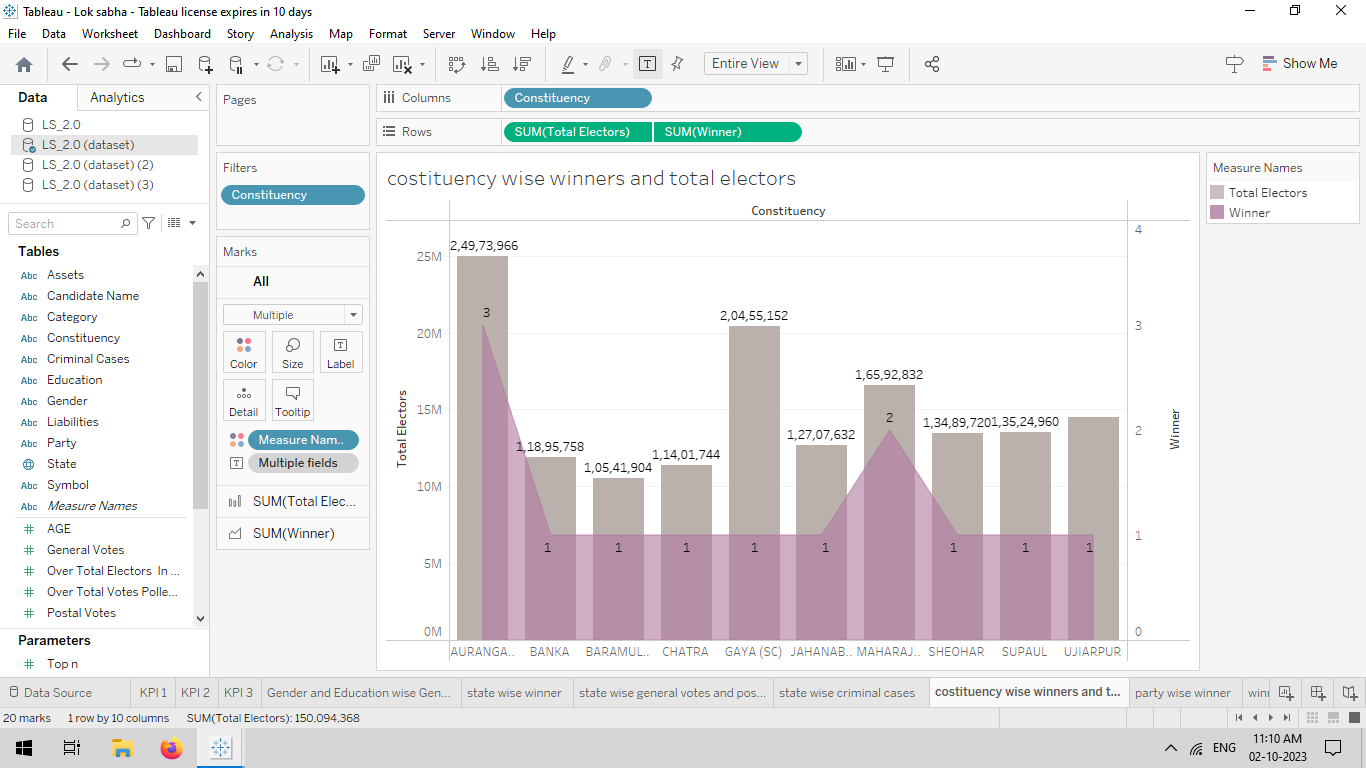 Tableau - Lok sabha - Tableau license expires in 10 days
File Data Worksheet Dashboard Story Analysis Map Format Server Window Help
Entire View
Show Me
Data Analytics
LS_2.0
LS_2.0 (dataset)
LS_2.0 (dataset) (2)
LS_2.0 (dataset) (3)
Search
Tables
Abc Assets
Abc Candidate Name
Abc Category
Abc Constituency
Abc Criminal Cases
Abc Education
Abc Gender
Abc Liabilities
Abc Party
State
Abc Symbol
Abc Measure Names
# AGE
# General Votes
# Over Total Electors In ...
# Over Total Votes Polle...
# Postal Votes
Parameters
# Top n
Pages
Filters
Constituency
Marks
All
Multiple
Color Size T Label
Detail Tooltip
Measure Nam..
T Multiple fields
SUM(Total Elec...
SUM(Winner)
Columns Constituency
Rows SUM(Total Electors) SUM(Winner)
costituency wise winners and total electors
Constituency
Total Electors
25M
20M
15M
10M
5M
0M
2,49,73,966
1,18,95,758
1,05,41,904
1,14,01,744
2,04,55,152
1,27,07,632
1,65,92,832
1,34,89,720
1,35,24,960
3
1
1
1
1
1
2
1
1
1
Winner
4
3
2
1
0
AURANGA.. BANKA BARAMUL.. CHATRA GAYA (SC) JAHANAB.. MAHARAJ.. SHEOHAR SUPAUL UJIARPUR
Measure Names
Total Electors
Winner
Data Source KPI 1 KPI 2 KPI 3 Gender and Education wise Gen... state wise winner state wise general votes and pos... state wise criminal cases costituency wise winners and t... party wise winner winn
20 marks 1 row by 10 columns SUM(Total Electors): 150,094,368
ENG
11:10 AM
02-10-2023